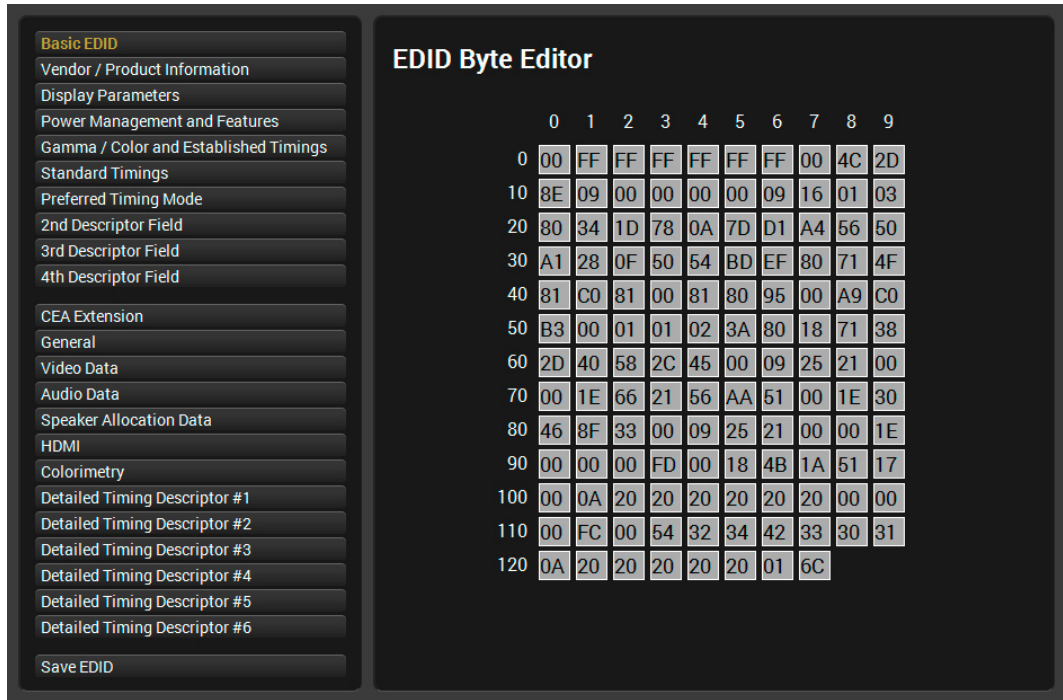 Basic EDID
Vendor / Product Information
Display Parameters
Power Management and Features
Gamma / Color and Established Timings
Standard Timings
Preferred Timing Mode
2nd Descriptor Field
3rd Descriptor Field
4th Descriptor Field
CEA Extension
General
Video Data
Audio Data
Speaker Allocation Data
HDMI
Colorimetry
Detailed Timing Descriptor #1
Detailed Timing Descriptor #2
Detailed Timing Descriptor #3
Detailed Timing Descriptor #4
Detailed Timing Descriptor #5
Detailed Timing Descriptor #6
Save EDID
EDID Byte Editor
0 1 2 3 4 5 6 7 8 9
0 00 FF FF FF FF FF FF 00 4C 2D
10 8E 09 00 00 00 00 09 16 01 03
20 80 34 1D 78 0A 7D D1 A4 56 50
30 A1 28 0F 50 54 BD EF 80 71 4F
40 81 C0 81 00 81 80 95 00 A9 C0
50 B3 00 01 01 02 3A 80 18 71 38
60 2D 40 58 2C 45 00 09 25 21 00
70 00 1E 66 21 56 AA 51 00 1E 30
80 46 8F 33 00 09 25 21 00 00 1E
90 00 00 00 FD 00 18 4B 1A 51 17
100 00 0A 20 20 20 20 20 20 00 00
110 00 FC 00 54 32 34 42 33 30 31
120 0A 20 20 20 20 20 01 6C